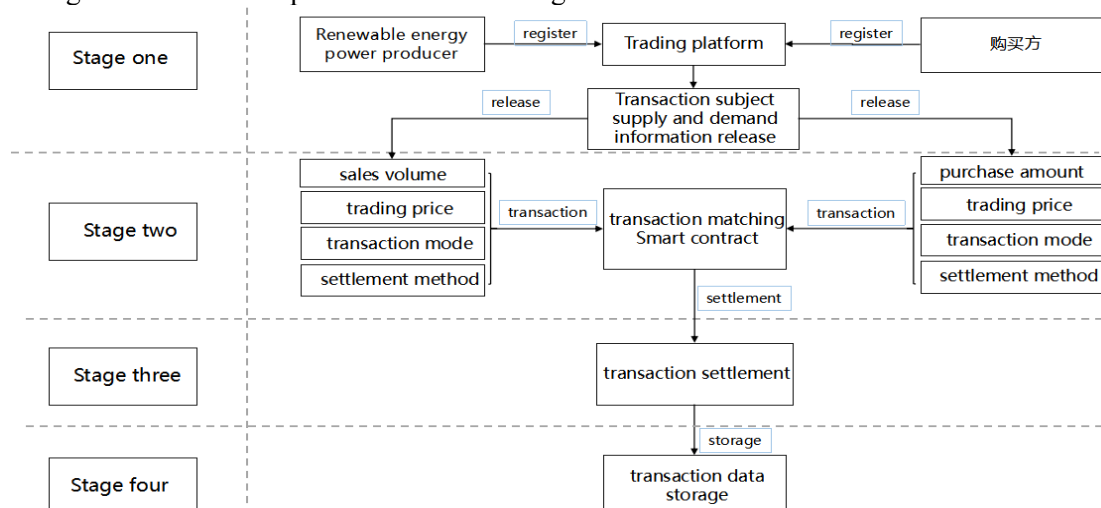 Stage one
Renewable energy
power producer
register
Trading platform
register
购买方
release
Transaction subject
supply and demand
information release
release
Stage two
sales volume
trading price
transaction mode
settlement method
transaction
transaction matching
Smart contract
transaction
purchase amount
trading price
transaction mode
settlement method
settlement
Stage three
transaction settlement
storage
Stage four
transaction data
storage